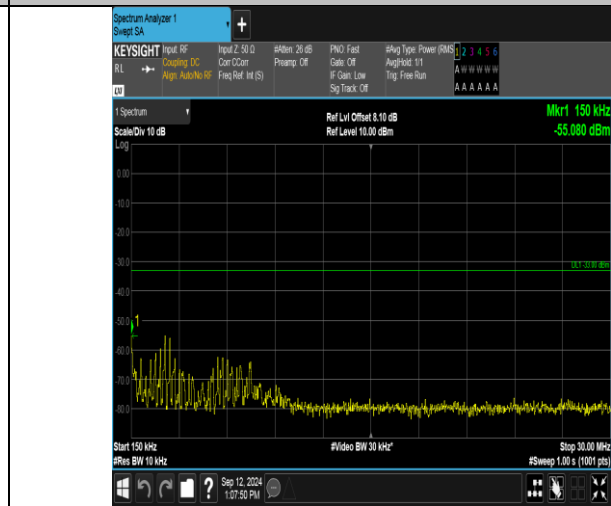 Spectrum Analyzer 1
Swept SA
+
KEYSIGHT
RL
Input: RF
Coupling: DC
Align: Auto/No RF
Input Z: 50 Ω
Corr CCorr
Freq Ref: Int (S)
#Atten: 26 dB
Preamp: Off
PNO: Fast
Gate: Off
IF Gain: Low
Sig Track: Off
#Avg Type: Power (RMS
Avg|Hold: 1/1
Trig: Free Run
1 2 3 4 5 6
A W W W W W
A A A A A A
1 Spectrum
Scale/Div 10 dB
Ref Lvl Offset 8.10 dB
Ref Level 10.00 dBm
Mkr1 150 kHz
-55.080 dBm
Log
0.00
-10.0
-20.0
-30.0
DL1 -33.00 dBm
-40.0
-50.0
1
-60.0
-70.0
-80.0
Start 150 kHz
#Res BW 10 kHz
#Video BW 30 kHz*
Stop 30.00 MHz
#Sweep 1.00 s (1001 pts)
?
Sep 12, 2024
1:07:50 PM